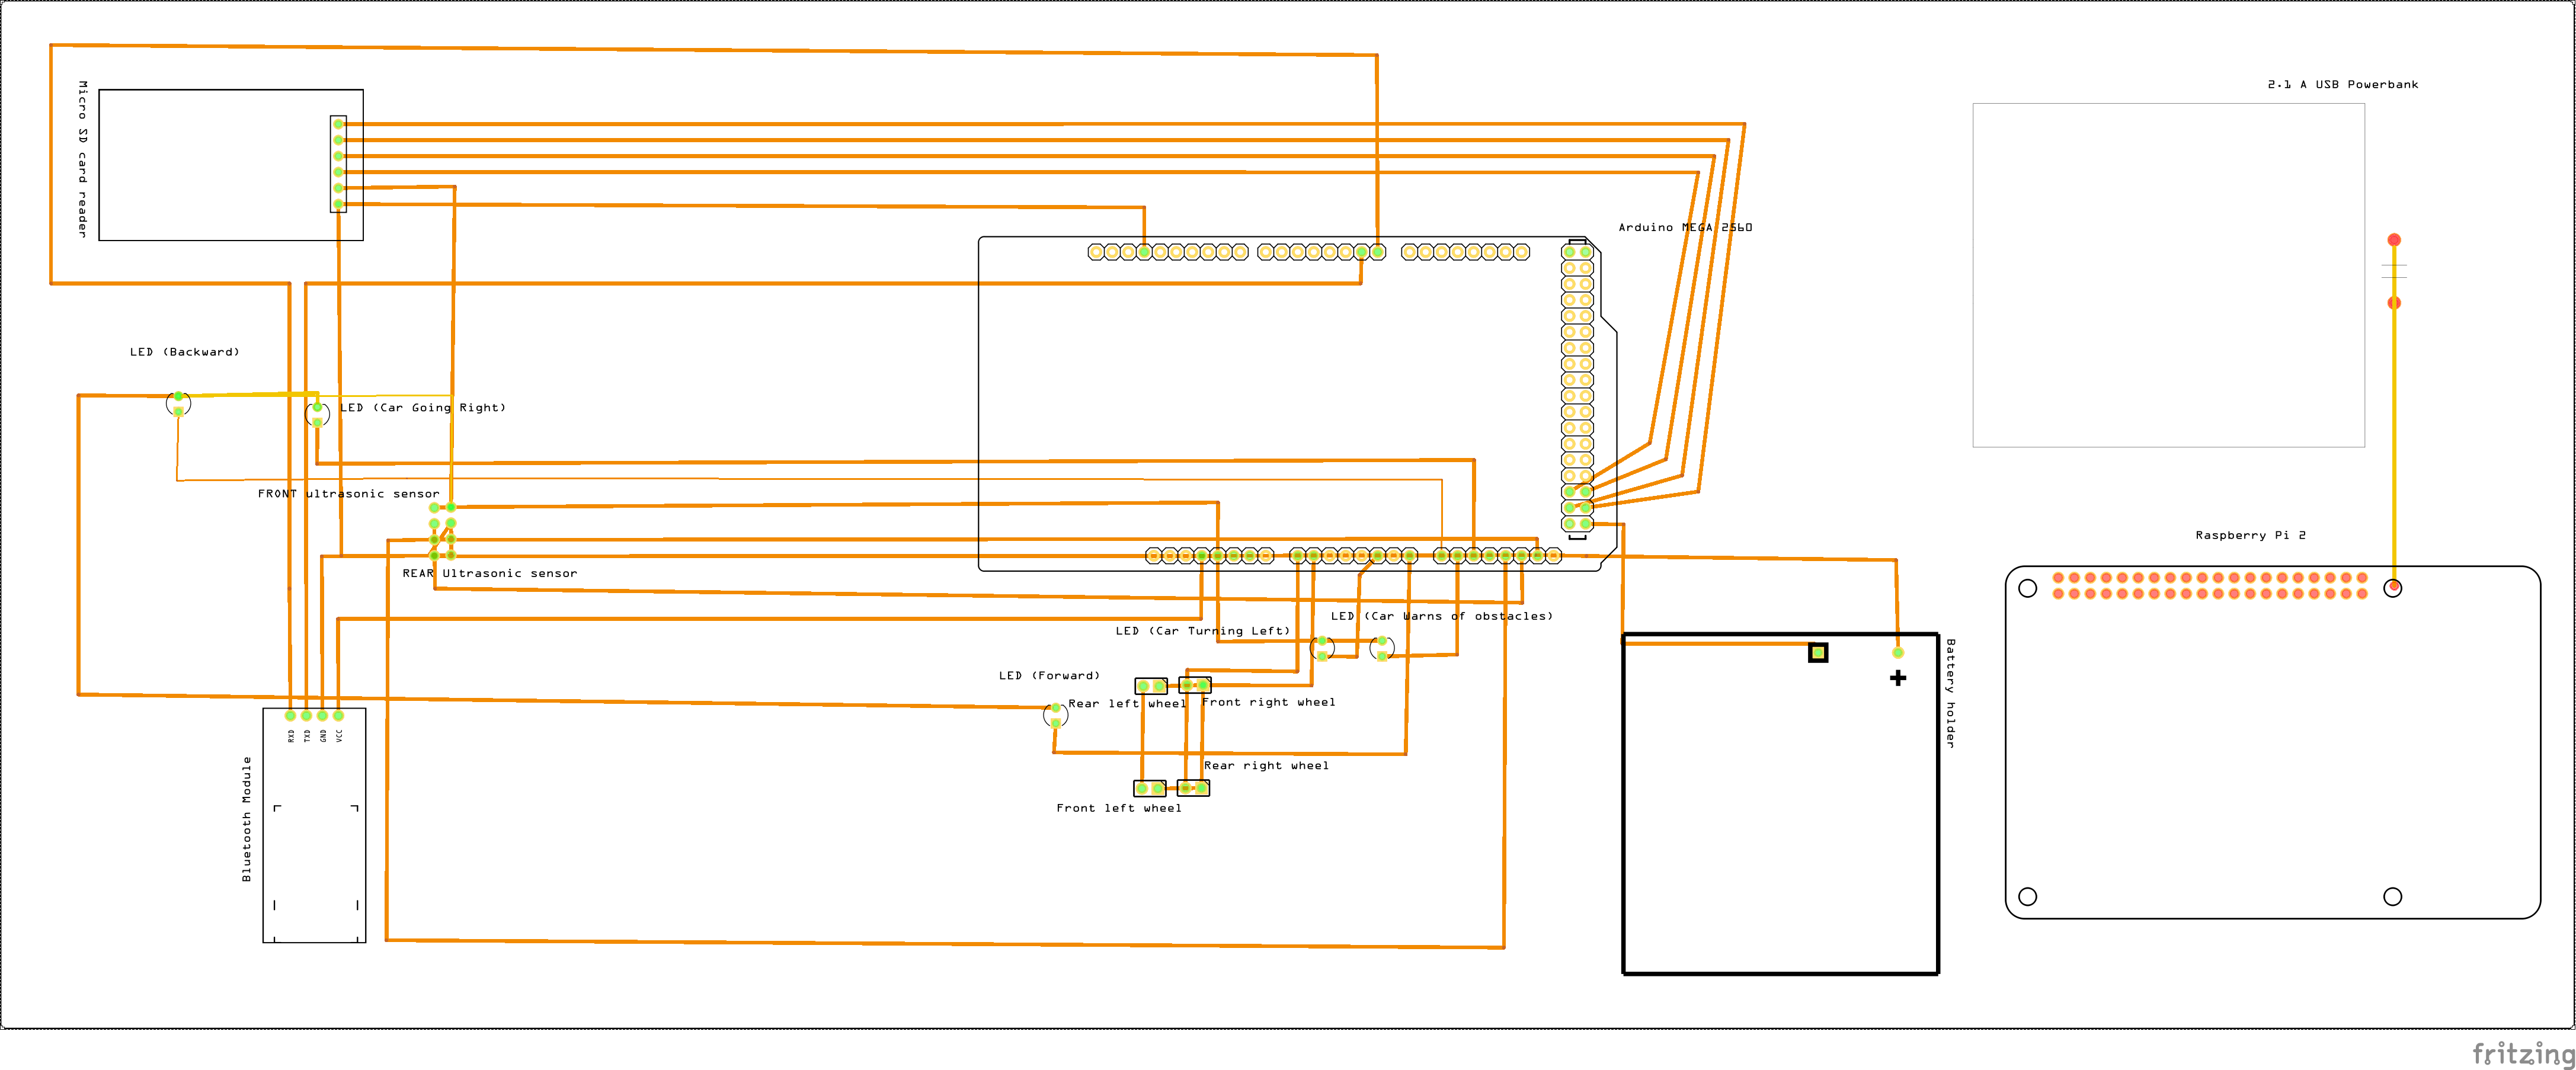 2.1 A USB Powerbank
Micro SD card reader
Arduino MEGA 2560
LED (Backward)
LED (Car Going Right)
FRONT ultrasonic sensor
Raspberry Pi 2
REAR Ultrasonic sensor
LED (Car Warns of obstacles)
LED (Car Turning Left)
Battery holder
LED (Forward)
Rear left wheel
Front right wheel
RXD
TXD
GND
VCC
Bluetooth Module
Rear right wheel
Front left wheel
fritzing